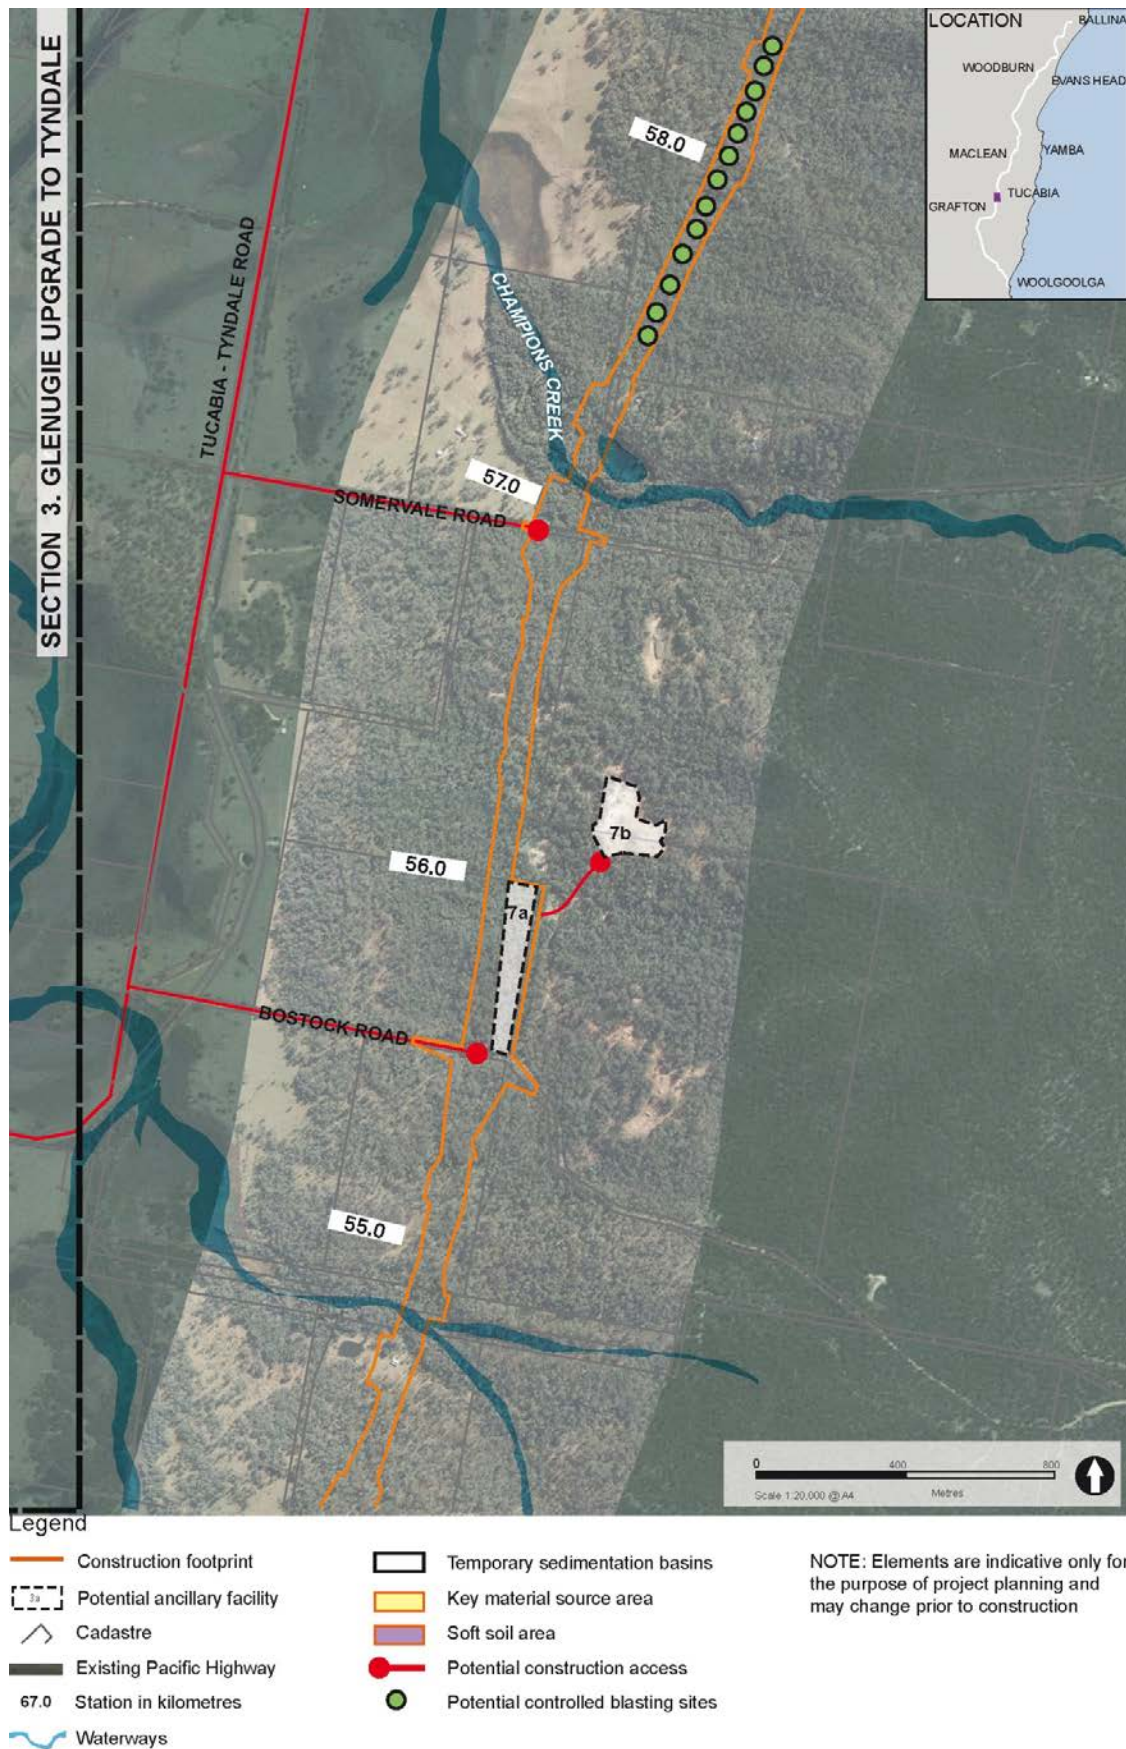 SECTION 3. GLENUGIE UPGRADE TO TYNDALE
LOCATION
BALLINA
WOODBURN
EVANS HEAD
MACLEAN
YAMBA
TUCABIA
GRAFTON
WOOLGOOLGA
58.0
TUCABIA - TYNDALE ROAD
CHAMPIONS CREEK
57.0
SOMERVALE ROAD
7b
56.0
7a
BOSTOCK ROAD
55.0
0 400 800
Scale 1:20,000 @ A4 Metres
Legend
Construction footprint
3a Potential ancillary facility
Cadastre
Existing Pacific Highway
67.0 Station in kilometres
Waterways
Temporary sedimentation basins
Key material source area
Soft soil area
Potential construction access
Potential controlled blasting sites
NOTE: Elements are indicative only for
the purpose of project planning and
may change prior to construction